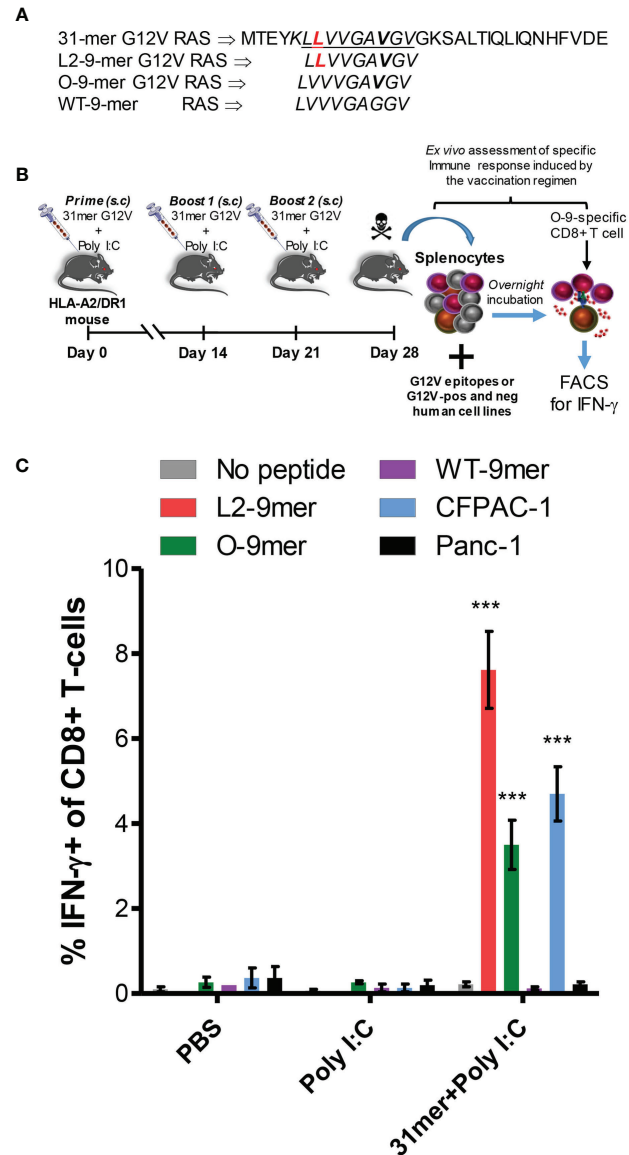 A
31-mer G12V RAS ⇒ MTEYKLLVVGAVGVGKSALTIQLIQNHFVDE
L2-9-mer G12V RAS ⇒ LLVVGAVGV
O-9-mer G12V RAS ⇒ LVVVGAVGV
WT-9-mer RAS ⇒ LVVVGAGGV
B
Ex vivo assessment of specific
Immune response induced by
the vaccination regimen
Prime (s.c)
31mer G12V
+
Poly I:C
Boost 1 (s.c)
31mer G12V
+
Poly I:C
Boost 2 (s.c)
31mer G12V
+
Poly I:C
O-9-specific
CD8+ T cell
Splenocytes
Overnight
incubation
HLA-A2/DR1
mouse
Day 0
Day 14
Day 21
Day 28
+
G12V epitopes or
G12V-pos and neg
human cell lines
FACS
for IFN-γ
C
No peptide
WT-9mer
L2-9mer
CFPAC-1
O-9mer
Panc-1
% IFN-γ+ of CD8+ T-cells
10
8
6
4
2
0
***
***
***
PBS
Poly I:C
31mer+Poly I:C